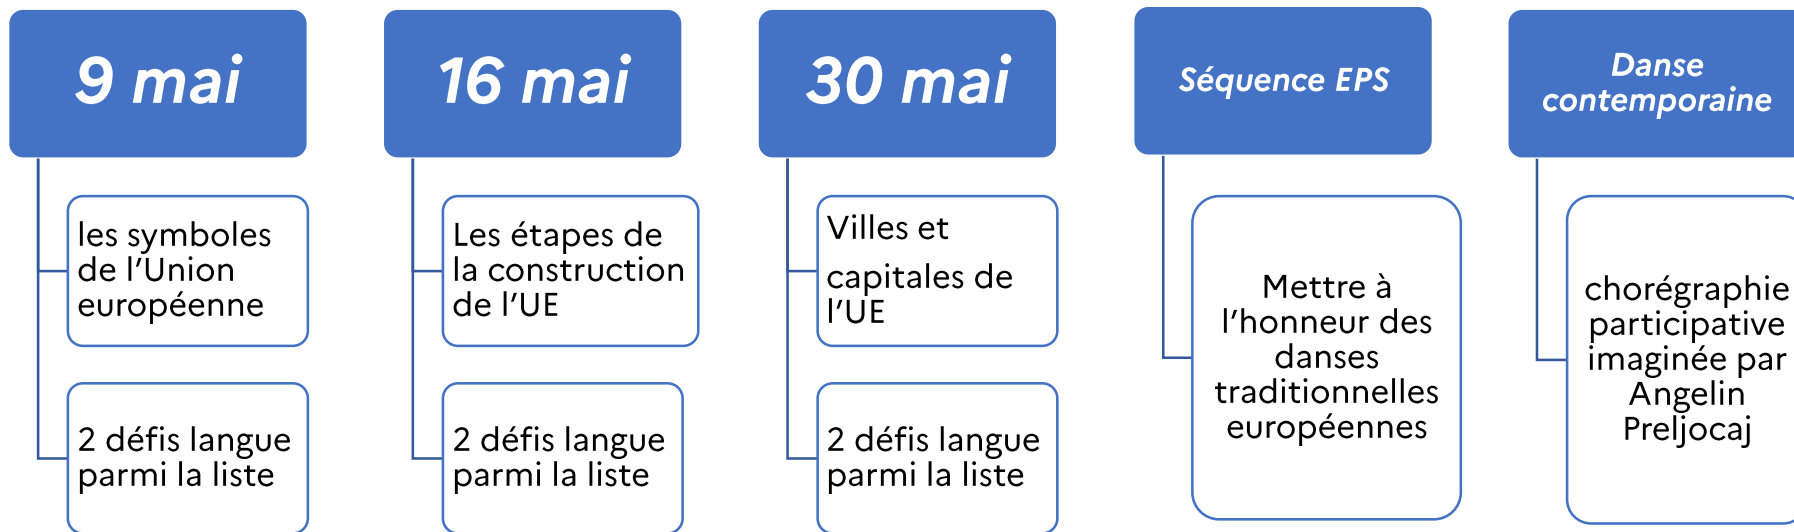 9 mai
les symboles
de l'Union
européenne
2 défis langue
parmi la liste
16 mai
Les étapes de
la construction
de l'UE
2 défis langue
parmi la liste
30 mai
Villes et
capitales de
l'UE
2 défis langue
parmi la liste
Séquence EPS
Mettre à
l'honneur des
danses
traditionnelles
européennes
Danse
contemporaine
chorégraphie
participative
imaginée par
Angelin
Preljocaj